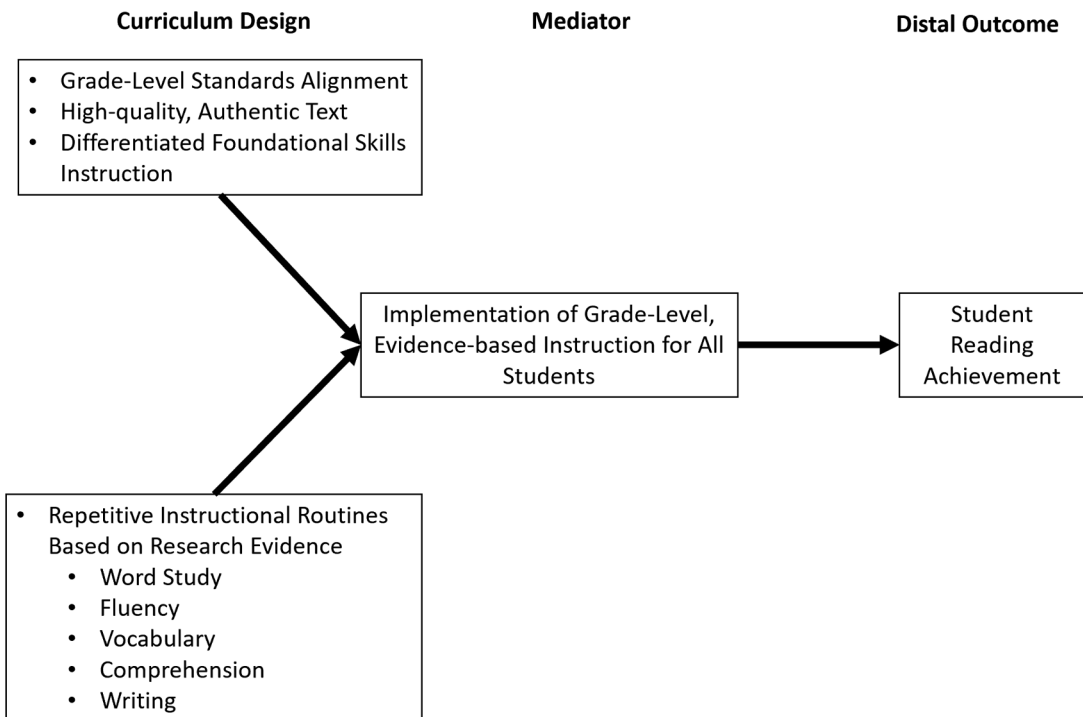 Curriculum Design
Mediator
Distal Outcome
• Grade-Level Standards Alignment
• High-quality, Authentic Text
• Differentiated Foundational Skills
Instruction
Implementation of Grade-Level,
Evidence-based Instruction for All
Students
Student
Reading
Achievement
• Repetitive Instructional Routines
Based on Research Evidence
• Word Study
• Fluency
• Vocabulary
• Comprehension
• Writing